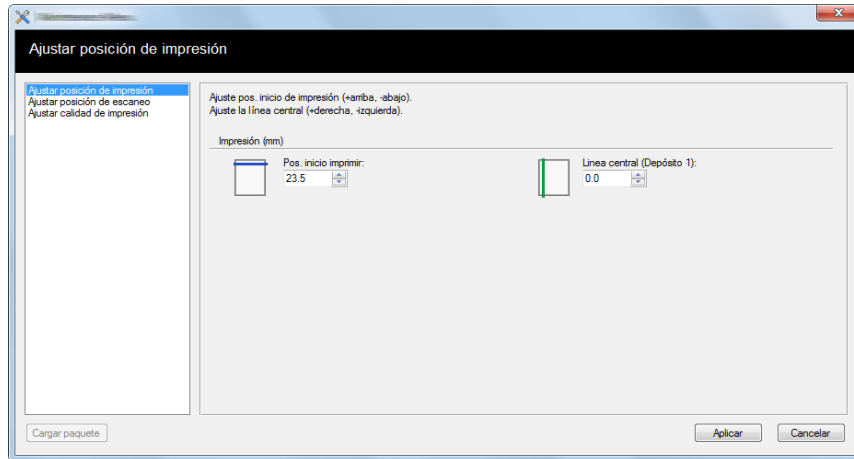 Ajustar posición de impresión
Ajustar posición de impresión
Ajustar posición de escaneo
Ajustar calidad de impresión
Ajuste pos. inicio de impresión (+arriba, -abajo).
Ajuste la línea central (+derecha, -izquierda).
Impresión (mm)
Pos. inicio imprimir:
23.5
Linea central (Depósito 1):
0.0
Cargar paquete
Aplicar
Cancelar